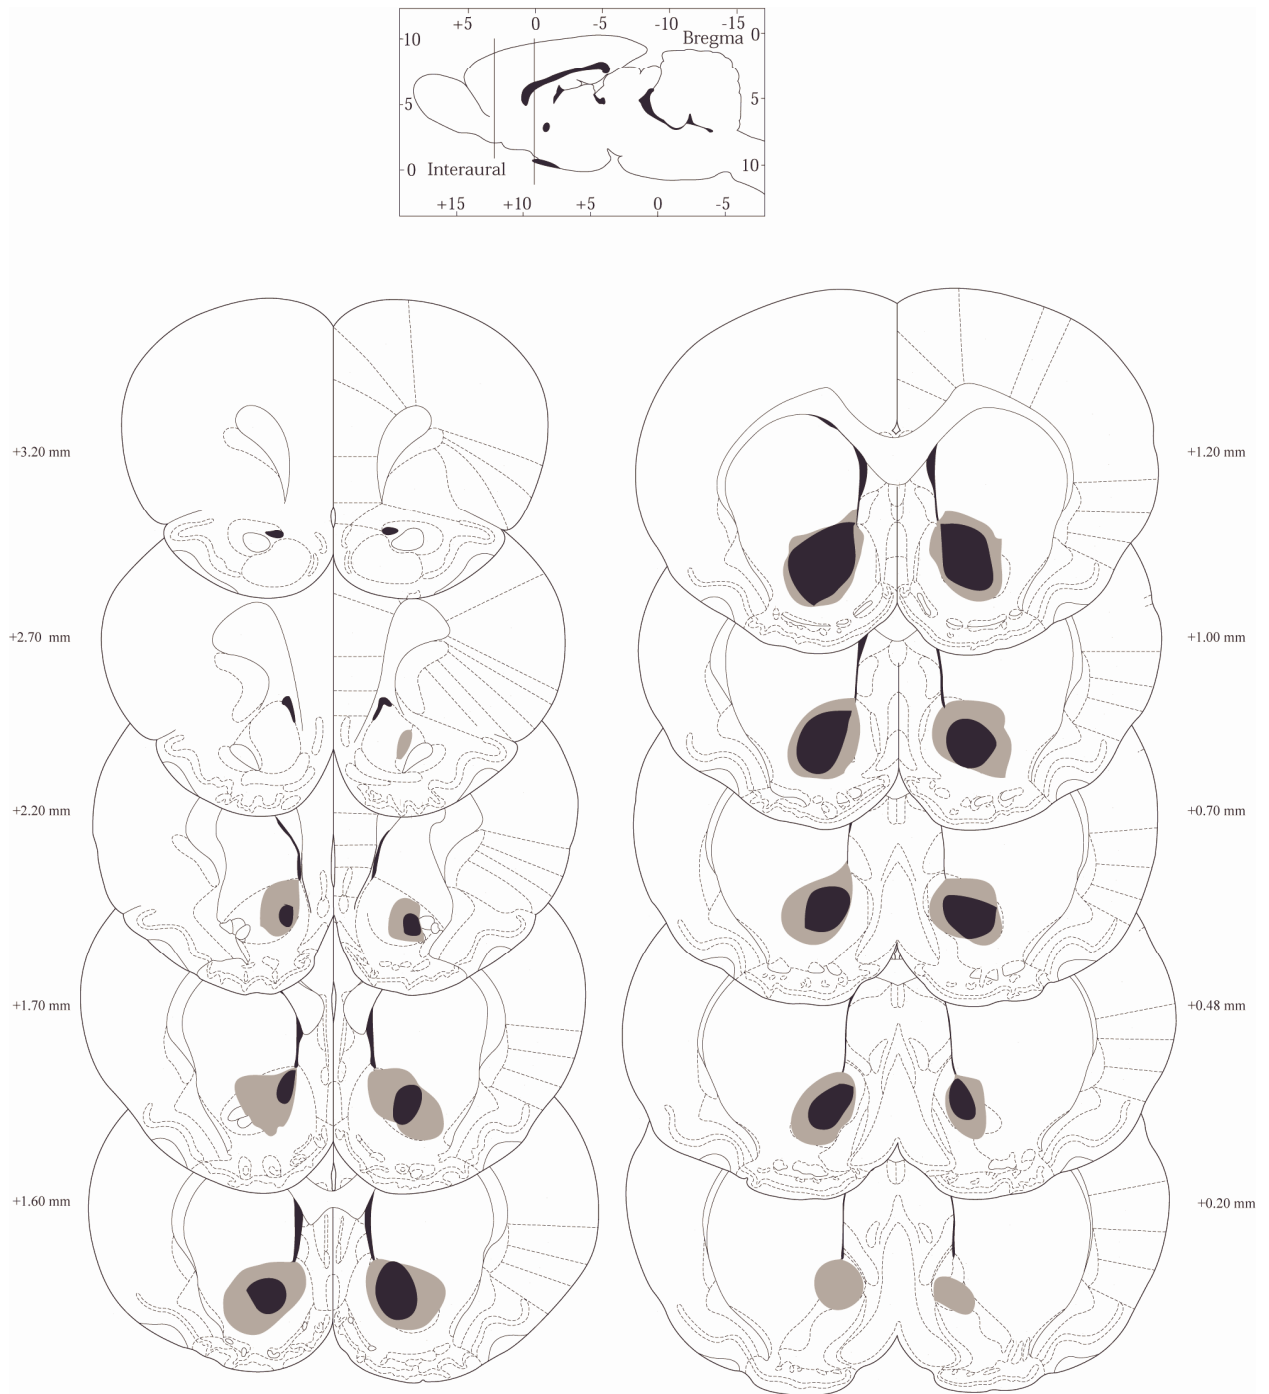 +5 0 -5 -10 -15
Bregma
10 0
5 5
0 Interaural 10
+15 +10 +5 0 -5
+3.20 mm
+2.70 mm
+2.20 mm
+1.70 mm
+1.60 mm
+1.20 mm
+1.00 mm
+0.70 mm
+0.48 mm
+0.20 mm